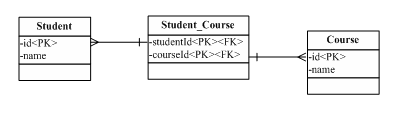 Student
-id<PK>
-name
Student_Course
-studentId<PK><FK>
-courseId<PK><FK>
Course
-id<PK>
-name